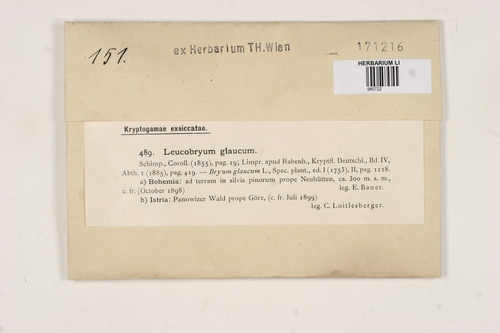 151.
ex Herbarium TH.Wien
171216
HERBARIUM LI
960722
Kryptogamae exsiccatae.
489. Leucobryum glaucum.
Schimp., Coroll. (1855), pag. 19; Limpr. apud Rabenh., Kryptfl. Deutschl., Bd. IV,
Abth. 1 (1885), pag. 419. — Bryum glaucum L., Spec. plant., ed. I (1753), II, pag. 1118.
a) Bohemia: ad terram in silvis pinorum prope Neuhütten, ca. 300 m. s. m.,
c. fr. (October 1898) leg. E. Bauer.
b) Istria: Panowizer Wald prope Görz, (c. fr. Juli 1899)
leg. C. Loitlesberger.